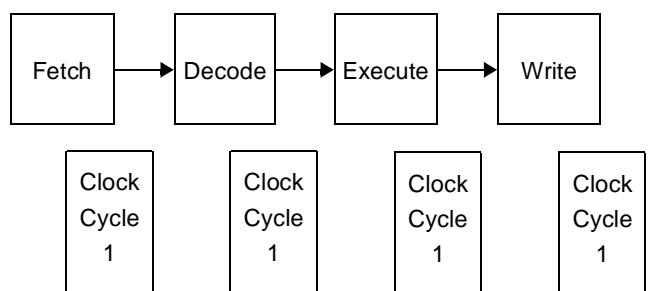 Fetch Decode Execute Write
Clock Clock Clock Clock
Cycle Cycle Cycle Cycle
1 1 1 1